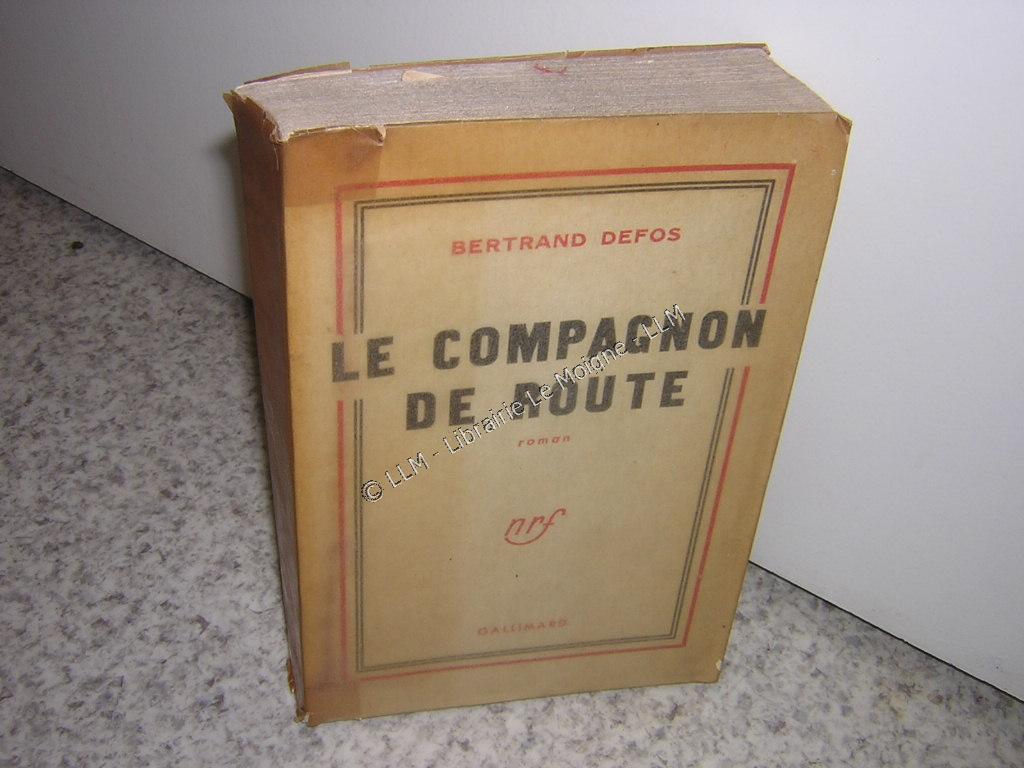 BERTRAND DEFOS
LE COMPAGNON
DE ROUTE
roman
nrf
GALLIMARD
© LLM - Librairie Le Moigne - LLM